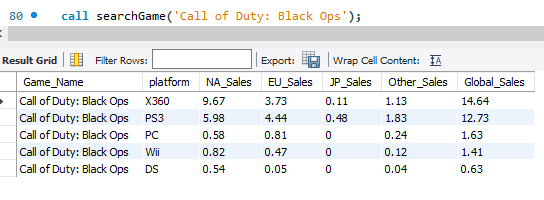 80 call searchGame('Call of Duty: Black Ops');
Result Grid Filter Rows: Export: Wrap Cell Content:
Game_Name platform NA_Sales EU_Sales JP_Sales Other_Sales Global_Sales
Call of Duty: Black Ops X360 9.67 3.73 0.11 1.13 14.64
Call of Duty: Black Ops PS3 5.98 4.44 0.48 1.83 12.73
Call of Duty: Black Ops PC 0.58 0.81 0 0.24 1.63
Call of Duty: Black Ops Wii 0.82 0.47 0 0.12 1.41
Call of Duty: Black Ops DS 0.54 0.05 0 0.04 0.63